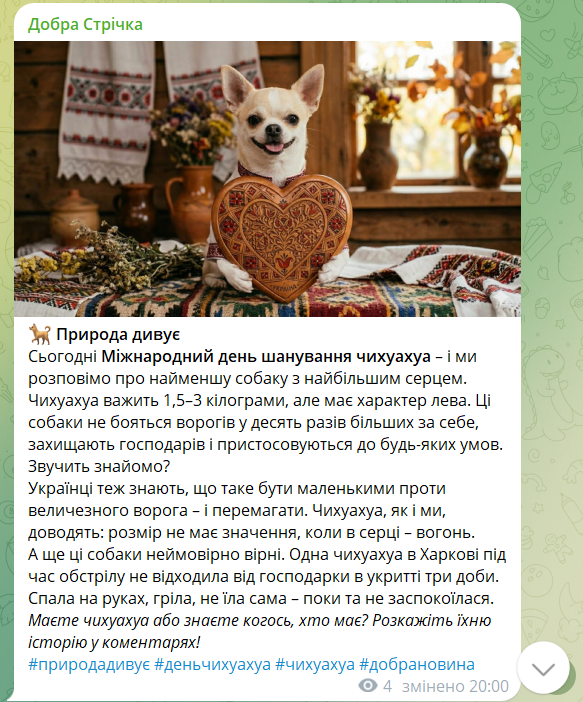 Добра Стрічка
УКРАЇНА
Природа дивує
Сьогодні Міжнародний день шанування чихуахуа – і ми
розповімо про найменшу собаку з найбільшим серцем.
Чихуахуа важить 1,5–3 кілограми, але має характер лева. Ці
собаки не бояться ворогів у десять разів більших за себе,
захищають господарів і пристосовуються до будь-яких умов.
Звучить знайомо?
Українці теж знають, що таке бути маленькими проти
величезного ворога – і перемагати. Чихуахуа, як і ми,
доводять: розмір не має значення, коли в серці – вогонь.
А ще ці собаки неймовірно вірні. Одна чихуахуа в Харкові під
час обстрілу не відходила від господарки в укритті три доби.
Спала на руках, гріла, не їла сама – поки та не заспокоїлася.
Маєте чихуахуа або знаєте когось, хто має? Розкажіть їхню
історію у коментарях!
#природадивує #деньчихуахуа #чихуахуа #добрановина
4 змінено 20:00